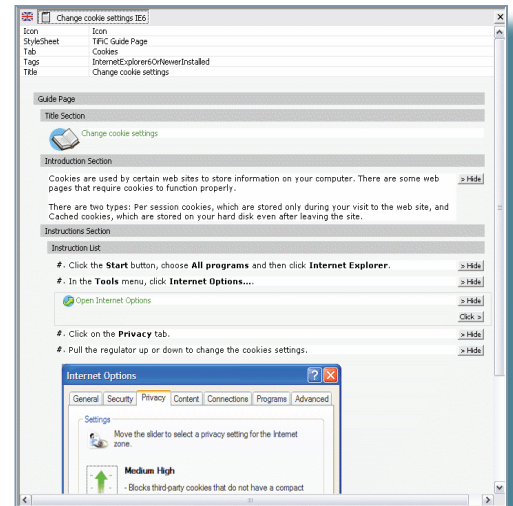 Change cookie settings IE6
Icon Icon
StyleSheet TiFiC Guide Page
Tab Cookies
Tags InternetExplorer6OrNewerInstalled
Title Change cookie settings
Guide Page
Title Section
Change cookie settings
Introduction Section
Cookies are used by certain web sites to store information on your computer. There are some web > Hide
pages that require cookies to function properly.
There are two types: Per session cookies, which are stored only during your visit to the web site, and
Cached cookies, which are stored on your hard disk even after leaving the site.
Instructions Section
Instruction List
#. Click the Start button, choose All programs and then click Internet Explorer. > Hide
#. In the Tools menu, click Internet Options.... > Hide
Open Internet Options > Hide
Click >
#. Click on the Privacy tab. > Hide
#. Pull the regulator up or down to change the cookies settings. > Hide
Internet Options
General Security Privacy Content Connections Programs Advanced
Settings
Move the slider to select a privacy setting for the Internet
zone.
Medium High
- Blocks third-party cookies that do not have a compact